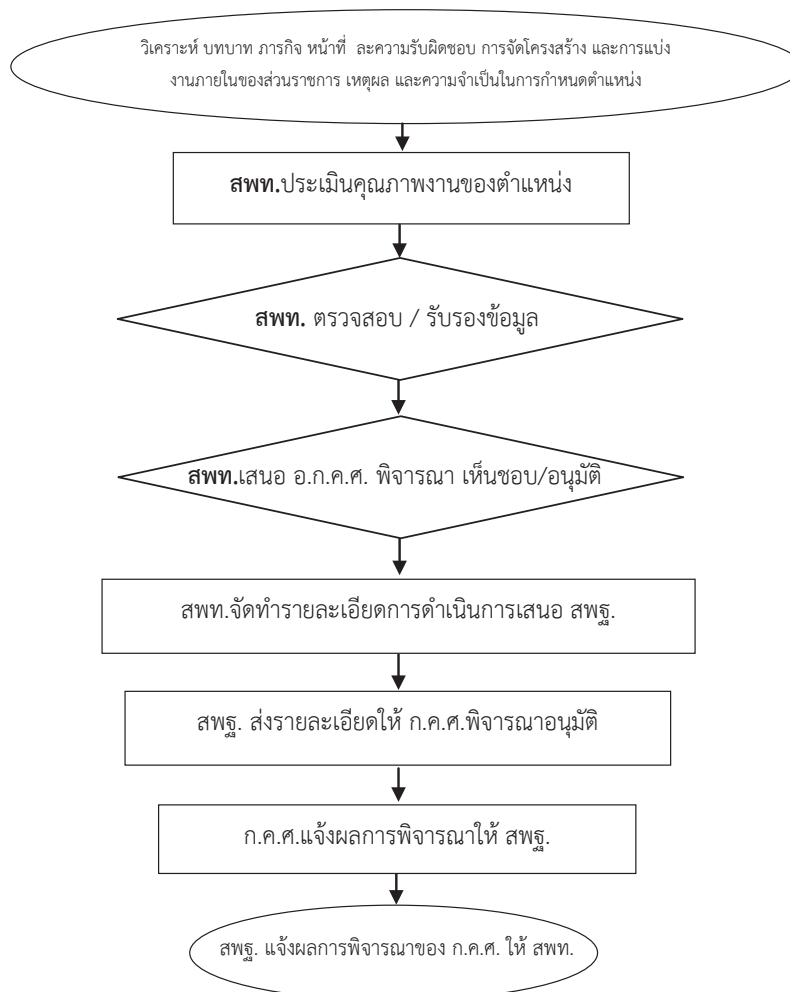 วิเคราะห์ บทบาท ภารกิจ หน้าที่ ละความรับผิดชอบ การจัดโครงสร้าง และการแบ่ง
งานภายในของส่วนราชการ เหตุผล และความจำเป็นในการกำหนดตำแหน่ง
สพท.ประเมินคุณภาพงานของตำแหน่ง
สพท. ตรวจสอบ / รับรองข้อมูล
สพท.เสนอ อ.ก.ค.ศ. พิจารณา เห็นชอบ/อนุมัติ
สพท.จัดทำรายละเอียดการดำเนินการเสนอ สพฐ.
สพฐ. ส่งรายละเอียดให้ ก.ค.ศ.พิจารณาอนุมัติ
ก.ค.ศ.แจ้งผลการพิจารณาให้ สพฐ.
สพฐ. แจ้งผลการพิจารณาของ ก.ค.ศ. ให้ สพท.